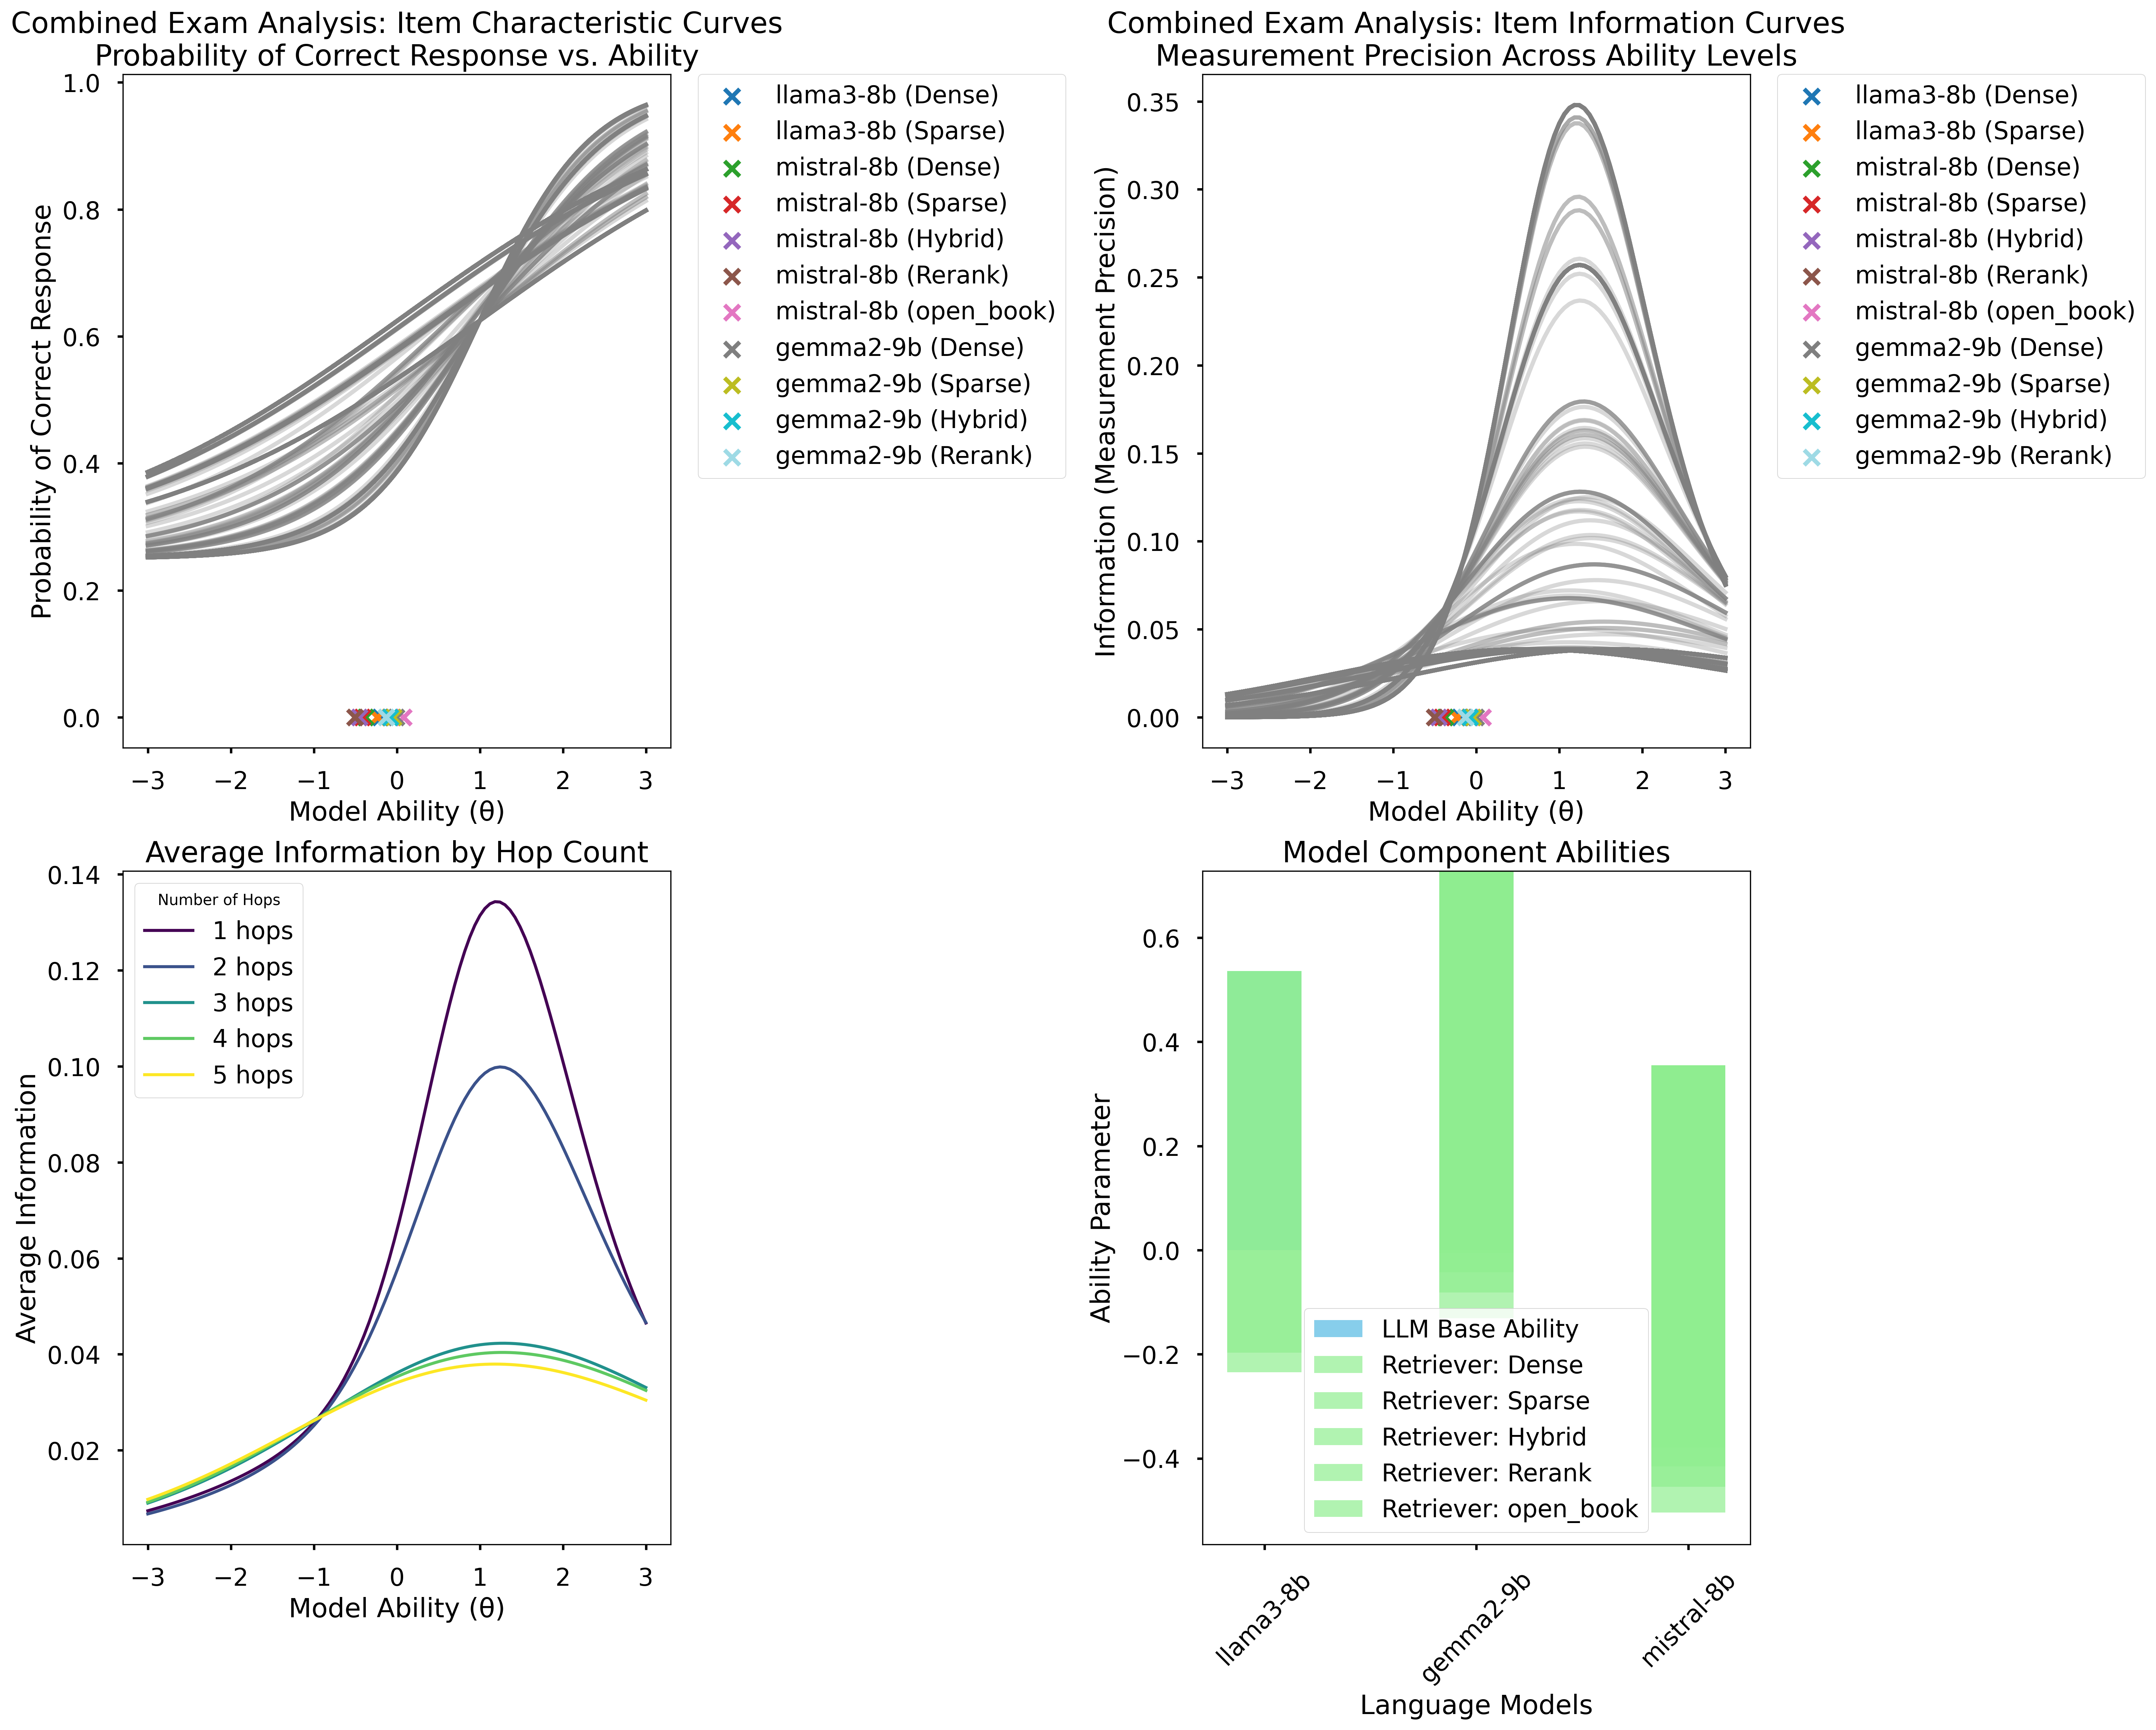 Combined Exam Analysis: Item Characteristic Curves
Probability of Correct Response vs. Ability
Probability of Correct Response
1.0
0.8
0.6
0.4
0.2
0.0
−3
−2
−1
0
1
2
3
Model Ability (θ)
llama3-8b (Dense)
llama3-8b (Sparse)
mistral-8b (Dense)
mistral-8b (Sparse)
mistral-8b (Hybrid)
mistral-8b (Rerank)
mistral-8b (open_book)
gemma2-9b (Dense)
gemma2-9b (Sparse)
gemma2-9b (Hybrid)
gemma2-9b (Rerank)
Combined Exam Analysis: Item Information Curves
Measurement Precision Across Ability Levels
Information (Measurement Precision)
0.35
0.30
0.25
0.20
0.15
0.10
0.05
0.00
−3
−2
−1
0
1
2
3
Model Ability (θ)
llama3-8b (Dense)
llama3-8b (Sparse)
mistral-8b (Dense)
mistral-8b (Sparse)
mistral-8b (Hybrid)
mistral-8b (Rerank)
mistral-8b (open_book)
gemma2-9b (Dense)
gemma2-9b (Sparse)
gemma2-9b (Hybrid)
gemma2-9b (Rerank)
Average Information by Hop Count
Average Information
0.14
0.12
0.10
0.08
0.06
0.04
0.02
Number of Hops
1 hops
2 hops
3 hops
4 hops
5 hops
−3
−2
−1
0
1
2
3
Model Ability (θ)
Model Component Abilities
Ability Parameter
0.6
0.4
0.2
0.0
−0.2
−0.4
LLM Base Ability
Retriever: Dense
Retriever: Sparse
Retriever: Hybrid
Retriever: Rerank
Retriever: open_book
llama3-8b
gemma2-9b
mistral-8b
Language Models